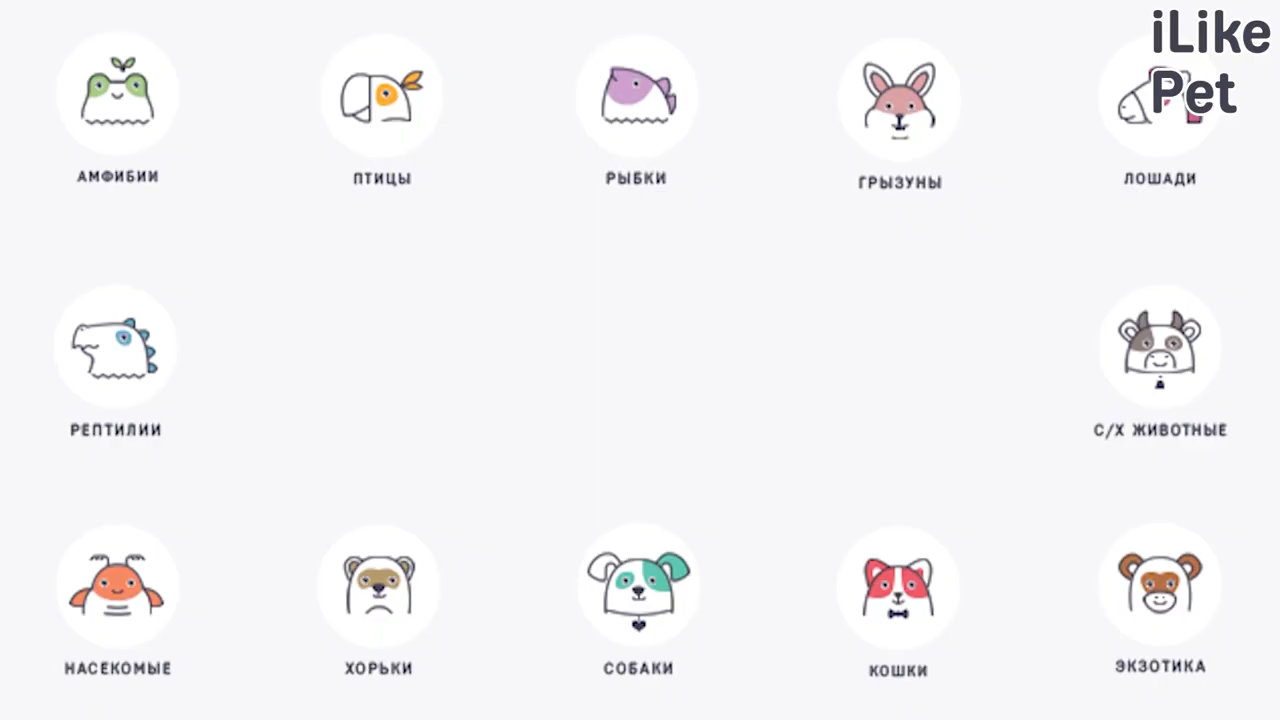 iLike
Pet
АМФИБИИ
ПТИЦЫ
РЫБКИ
ГРЫЗУНЫ
ЛОШАДИ
РЕПТИЛИИ
С/Х ЖИВОТНЫЕ
НАСЕКОМЫЕ
ХОРЬКИ
СОБАКИ
КОШКИ
ЭКЗОТИКА